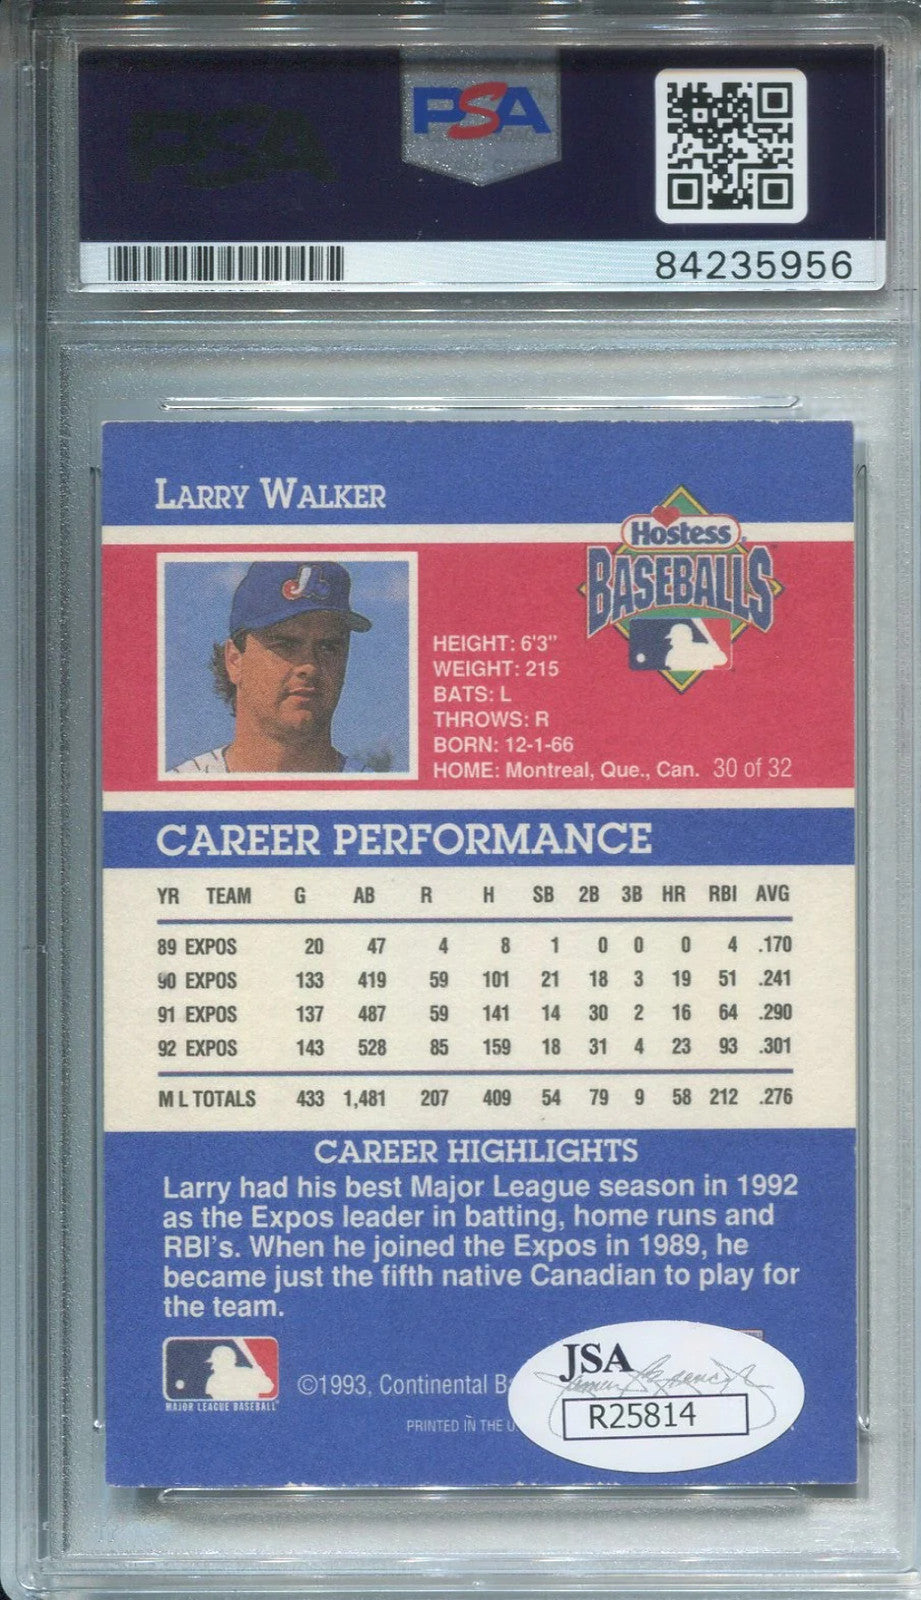 PSA
PSA
84235956
LARRY WALKER
Hostess
BASEBALLS
HEIGHT: 6'3"
WEIGHT: 215
BATS: L
THROWS: R
BORN: 12-1-66
HOME: Montreal, Que., Can. 30 of 32
CAREER PERFORMANCE
YR TEAM G AB R H SB 2B 3B HR RBI AVG
89 EXPOS 20 47 4 8 1 0 0 0 4 .170
90 EXPOS 133 419 59 101 21 18 3 19 51 .241
91 EXPOS 137 487 59 141 14 30 2 16 64 .290
92 EXPOS 143 528 85 159 18 31 4 23 93 .301
M L TOTALS 433 1,481 207 409 54 79 9 58 212 .276
CAREER HIGHLIGHTS
Larry had his best Major League season in 1992
as the Expos leader in batting, home runs and
RBI's. When he joined the Expos in 1989, he
became just the fifth native Canadian to play for
the team.
MAJOR LEAGUE BASEBALL
©1993, Continental
PRINTED IN THE
JSA
R25814